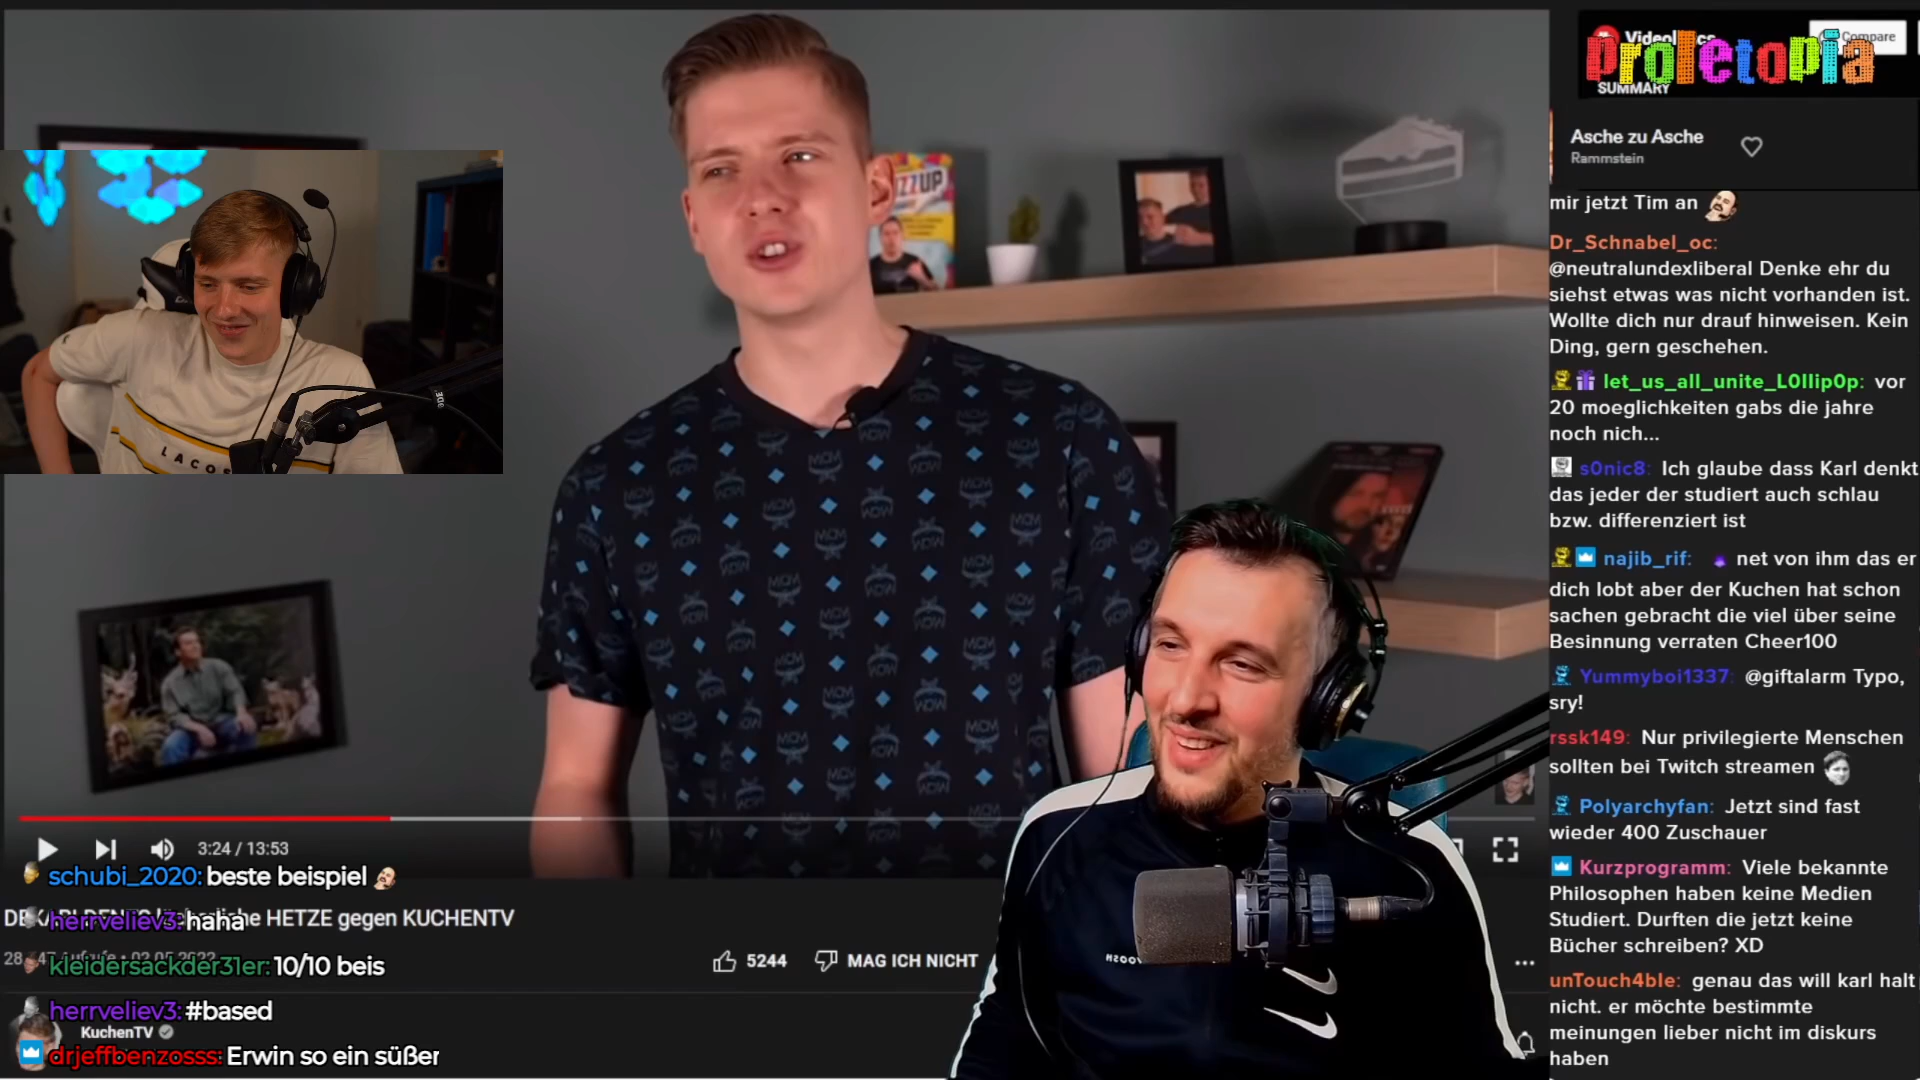 Compare
Proletopia
SUMMARY
Asche zu Asche
Rammstein
mir jetzt Tim an
Dr_Schnabel_oc:
@neutralundexliberal Denke ehr du
siehst etwas was nicht vorhanden ist.
Wollte dich nur drauf hinweisen. Kein
Ding, gern geschehen.
let_us_all_unite_L0llip0p: vor
20 moeglichkeiten gabs die jahre
noch nich...
s0nic8: Ich glaube dass Karl denkt
das jeder der studiert auch schlau
bzw. differenziert ist
najib_rif: net von ihm das er
dich lobt aber der Kuchen hat schon
sachen gebracht die viel über seine
Besinnung verraten Cheer100
Yummyboi1337: @giftalarm Typo,
sry!
rssk149: Nur privilegierte Menschen
sollten bei Twitch streamen
Polyarchyfan: Jetzt sind fast
wieder 400 Zuschauer
Kurzprogramm: Viele bekannte
Philosophen haben keine Medien
Studiert. Durften die jetzt keine
Bücher schreiben? XD
unTouch4ble: genau das will karl halt
nicht. er möchte bestimmte
meinungen lieber nicht im diskurs
haben
ZZUP
LACOS
MCM
3:24 / 13:53
schubi_2020: beste beispiel
HETZE gegen KUCHENTV
herrveliev3: haha
5244
MAG ICH NICHT
kleidersackder31er: 10/10 beis
herrveliev3: #based
KuchenTV
drjeffbenzosss: Erwin so ein süßer